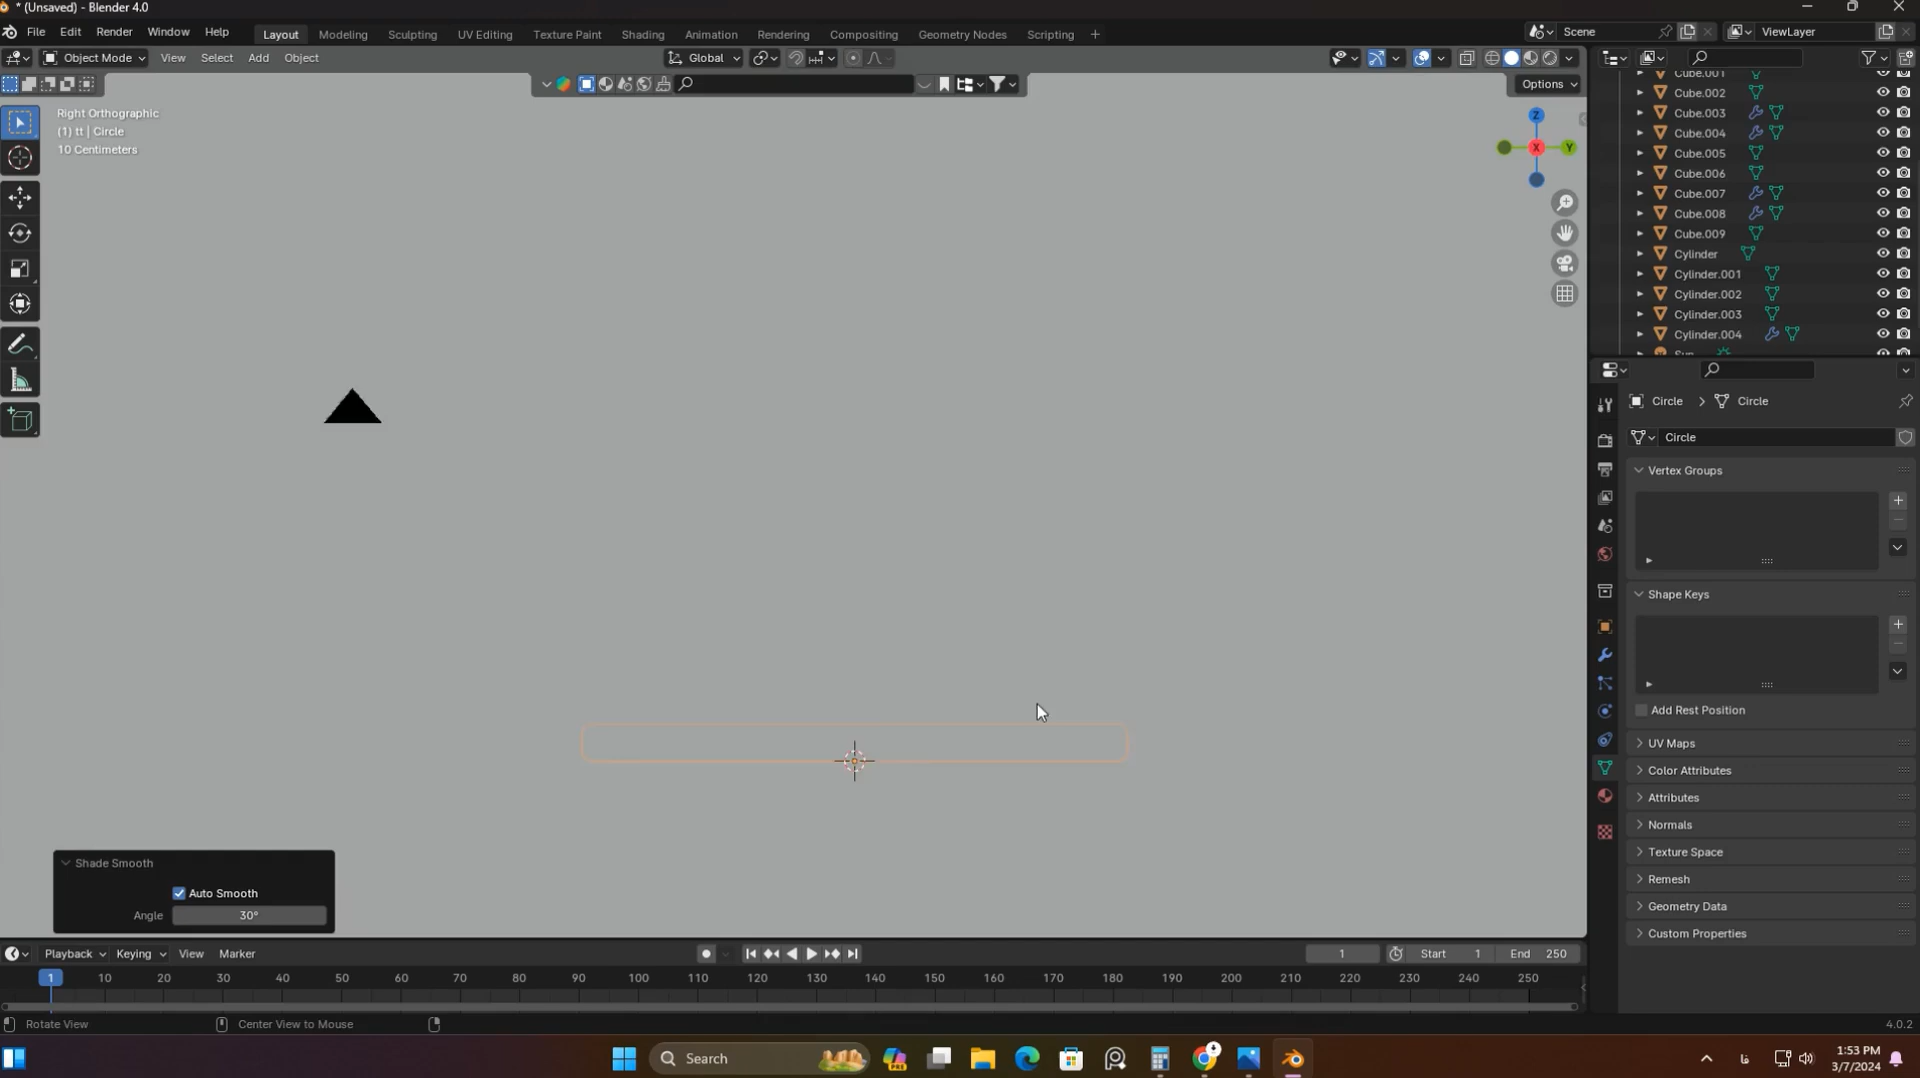 * (Unsaved) - Blender 4.0
File Edit Render Window Help
Layout Modeling Sculpting UV Editing Texture Paint Shading Animation Rendering Compositing Geometry Nodes Scripting +
Scene
ViewLayer
Object Mode View Select Add Object
Global
Options
Right Orthographic
(1) tt | Circle
10 Centimeters
Z
X
Y
Cube.001
Cube.002
Cube.003
Cube.004
Cube.005
Cube.006
Cube.007
Cube.008
Cube.009
Cylinder
Cylinder.001
Cylinder.002
Cylinder.003
Cylinder.004
Sun
Circle > Circle
Circle
Vertex Groups
Shape Keys
Add Rest Position
UV Maps
Color Attributes
Attributes
Normals
Texture Space
Remesh
Geometry Data
Custom Properties
Shade Smooth
Auto Smooth
Angle 30°
Playback Keying View Marker
1 Start 1 End 250
1 10 20 30 40 50 60 70 80 90 100 110 120 130 140 150 160 170 180 190 200 210 220 230 240 250
Rotate View Center View to Mouse
4.0.2
Search
PRE
فا
1:53 PM
3/7/2024